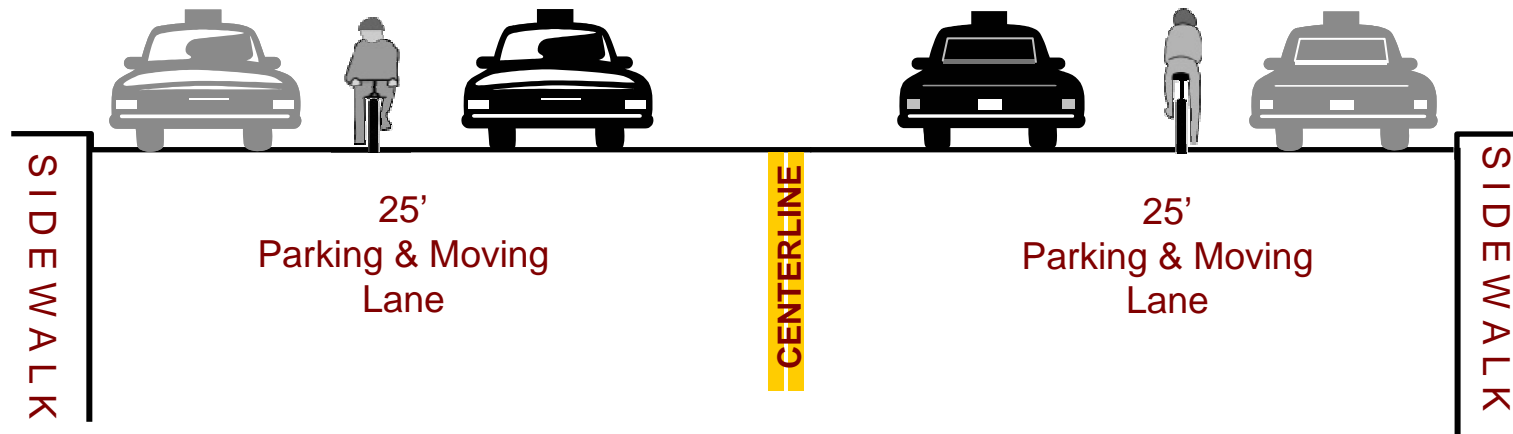 SIDEWALK
25’
Parking & Moving
Lane
CENTERLINE
25’
Parking & Moving
Lane
SIDEWALK